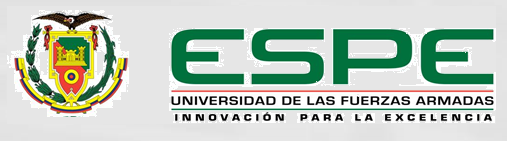 ESPE
UNIVERSIDAD DE LAS FUERZAS ARMADAS
INNOVACIÓN PARA LA EXCELENCIA